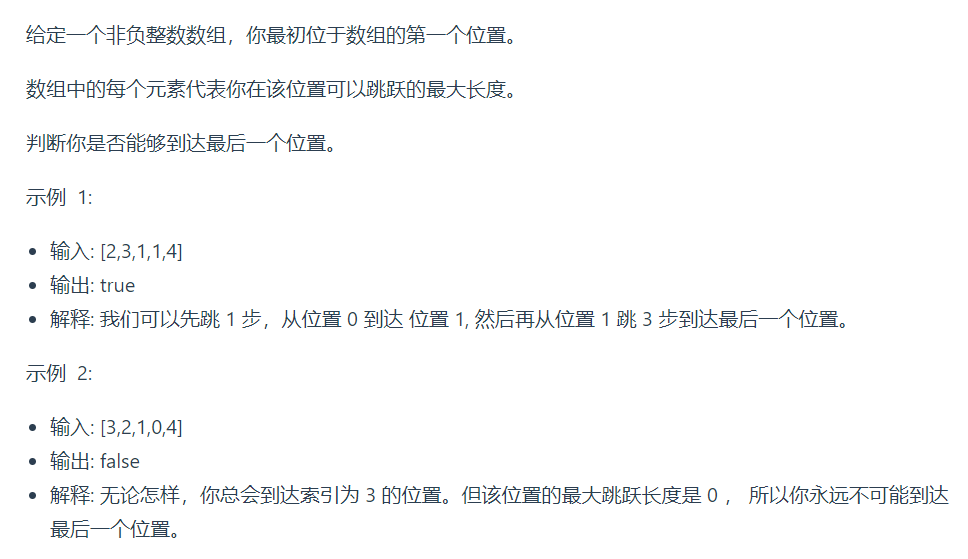 给定一个非负整数数组，你最初位于数组的第一个位置。
数组中的每个元素代表你在该位置可以跳跃的最大长度。
判断你是否能够到达最后一个位置。
示例 1:
• 输入: [2,3,1,1,4]
• 输出: true
• 解释: 我们可以先跳 1 步，从位置 0 到达 位置 1, 然后再从位置 1 跳 3 步到达最后一个位置。
示例 2:
• 输入: [3,2,1,0,4]
• 输出: false
• 解释: 无论怎样，你总会到达索引为 3 的位置。但该位置的最大跳跃长度是 0 ， 所以你永远不可能到达
最后一个位置。